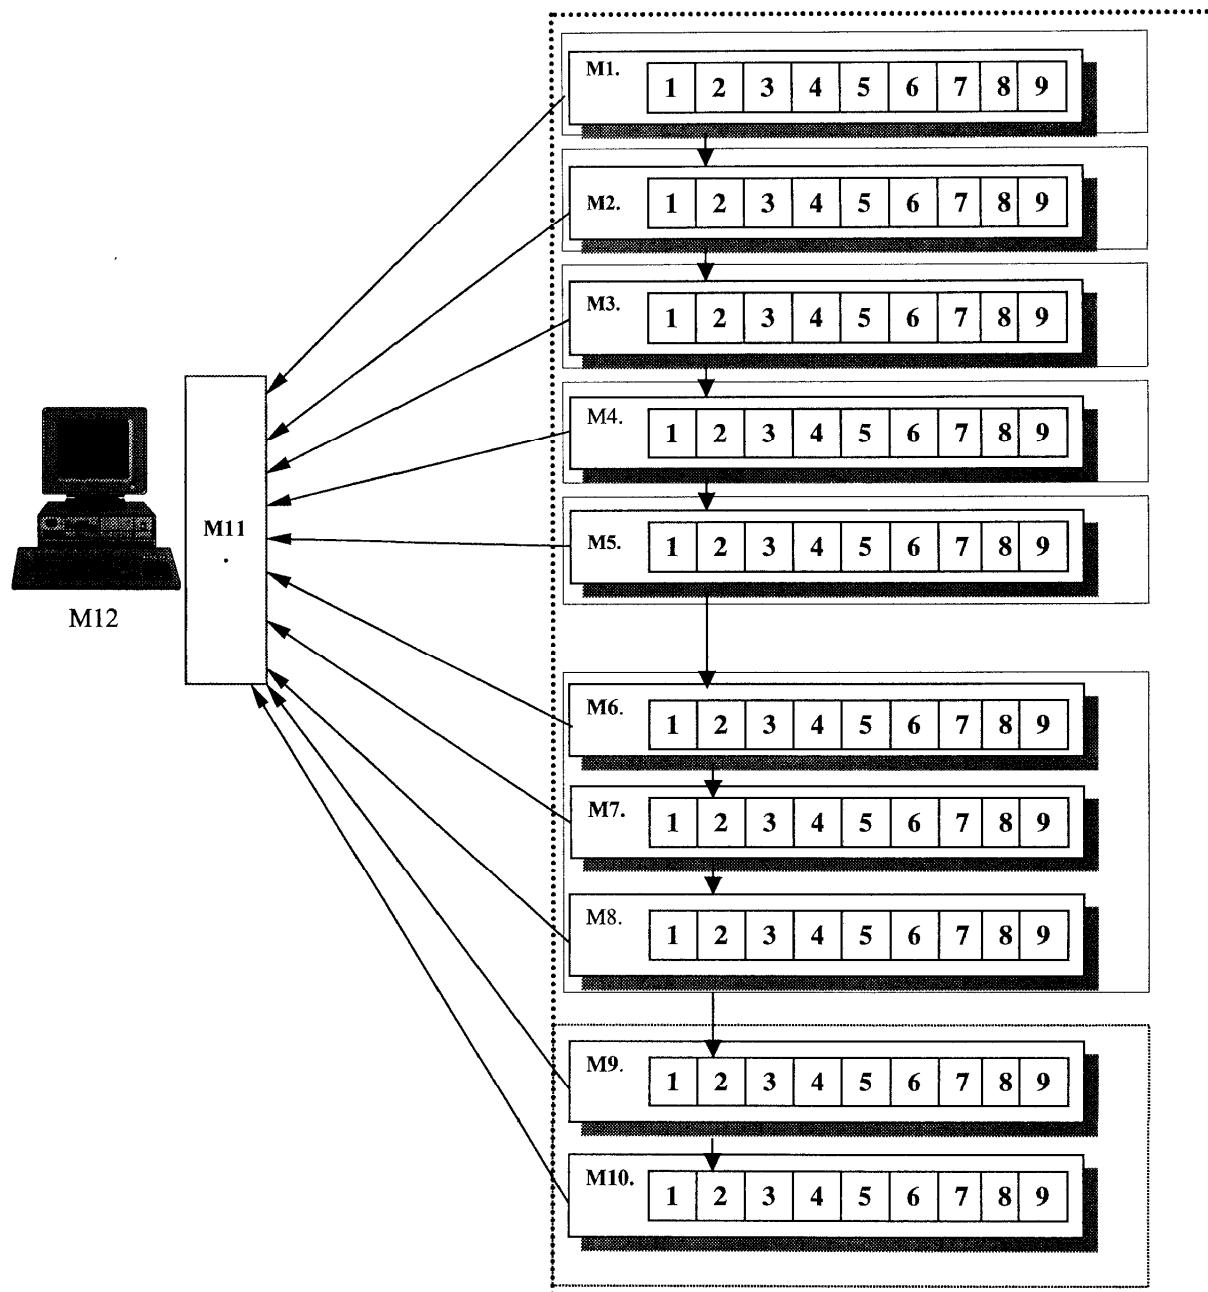 M1. 1 2 3 4 5 6 7 8 9
M2. 1 2 3 4 5 6 7 8 9
M3. 1 2 3 4 5 6 7 8 9
M4. 1 2 3 4 5 6 7 8 9
M5. 1 2 3 4 5 6 7 8 9
M11
.
M12
M6. 1 2 3 4 5 6 7 8 9
M7. 1 2 3 4 5 6 7 8 9
M8. 1 2 3 4 5 6 7 8 9
M9. 1 2 3 4 5 6 7 8 9
M10. 1 2 3 4 5 6 7 8 9